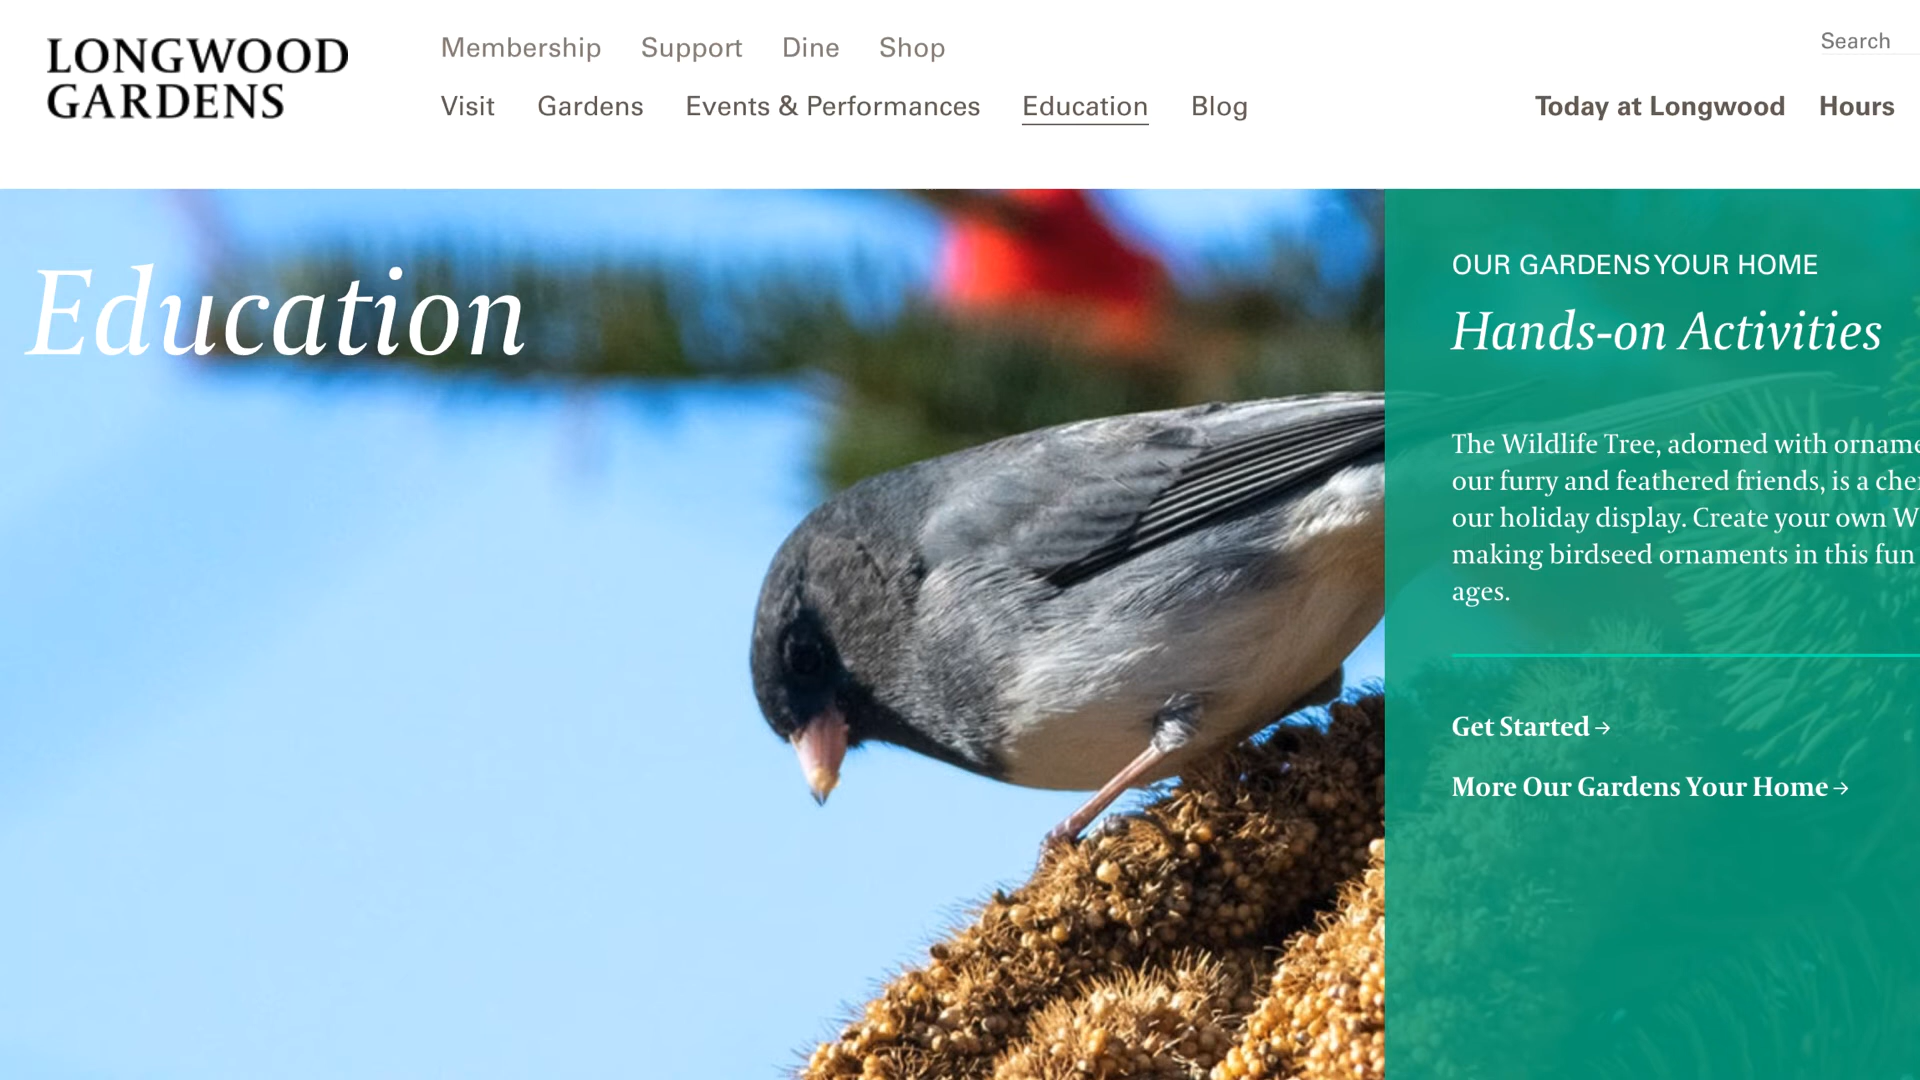 LONGWOOD
GARDENS
Membership Support Dine Shop
Search
Visit Gardens Events & Performances Education Blog
Today at Longwood Hours
Education
OUR GARDENS YOUR HOME
Hands-on Activities
The Wildlife Tree, adorned with
our furry and feathered friends, is a
our holiday display. Create your own
making birdseed ornaments in this fun
ages.
Get Started →
More Our Gardens Your Home →